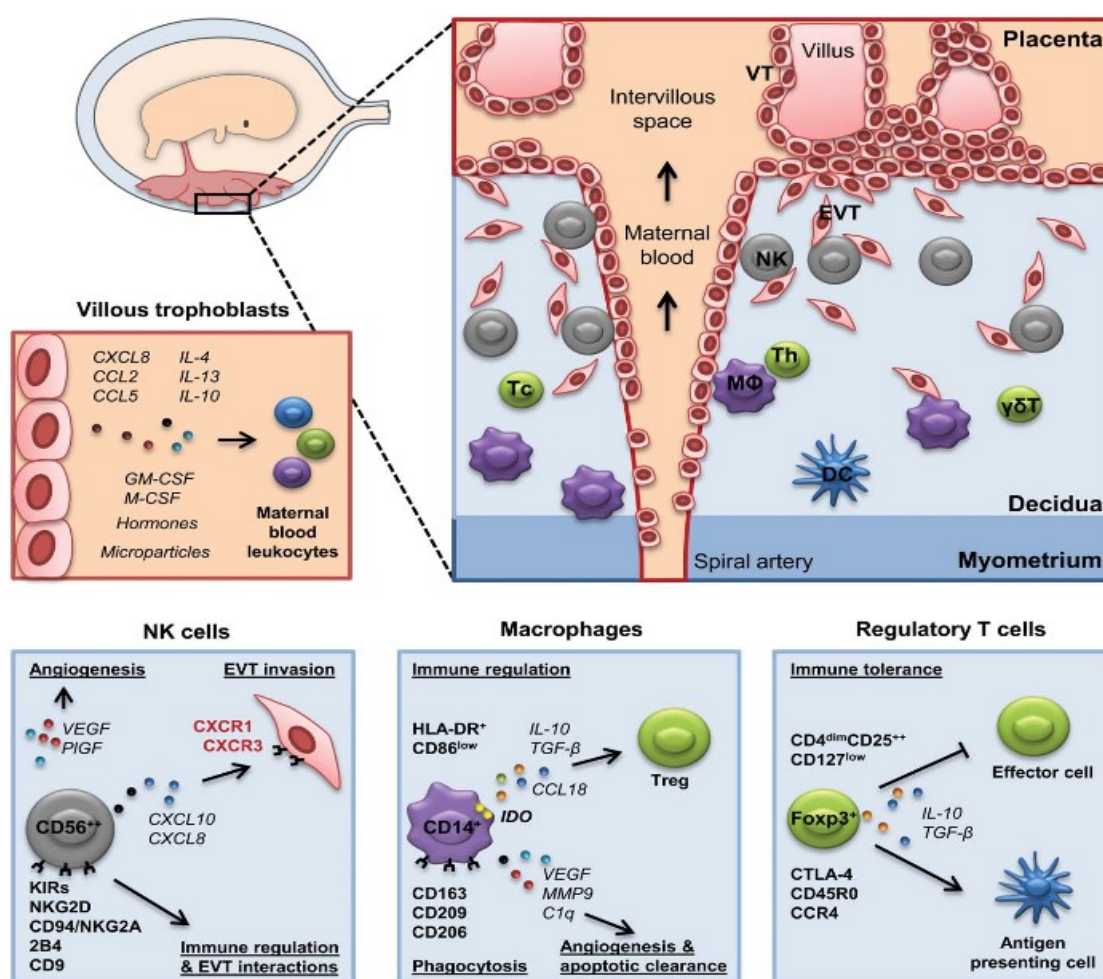 Placenta
Villus
VT
Intervillous
space
EVT
Maternal
blood
NK
Th
Tc
MΦ
γδT
DC
Decidua
Spiral artery
Myometrium
Villous trophoblasts
CXCL8 IL-4
CCL2 IL-13
CCL5 IL-10
GM-CSF
M-CSF
Hormones
Microparticles
Maternal
blood
leukocytes
NK cells
Angiogenesis
EVT invasion
VEGF
PlGF
CXCR1
CXCR3
CXCL10
CXCL8
CD56++
KIRs
NKG2D
CD94/NKG2A
2B4
CD9
Immune regulation
& EVT interactions
Macrophages
Immune regulation
HLA-DR+
CD86low
IL-10
TGF-β
CCL18
Treg
IDO
CD14+
CD163
CD209
CD206
VEGF
MMP9
C1q
Phagocytosis
Angiogenesis &
apoptotic clearance
Regulatory T cells
Immune tolerance
CD4dimCD25++
CD127low
Effector cell
Foxp3+
IL-10
TGF-β
CTLA-4
CD45R0
CCR4
Antigen
presenting cell